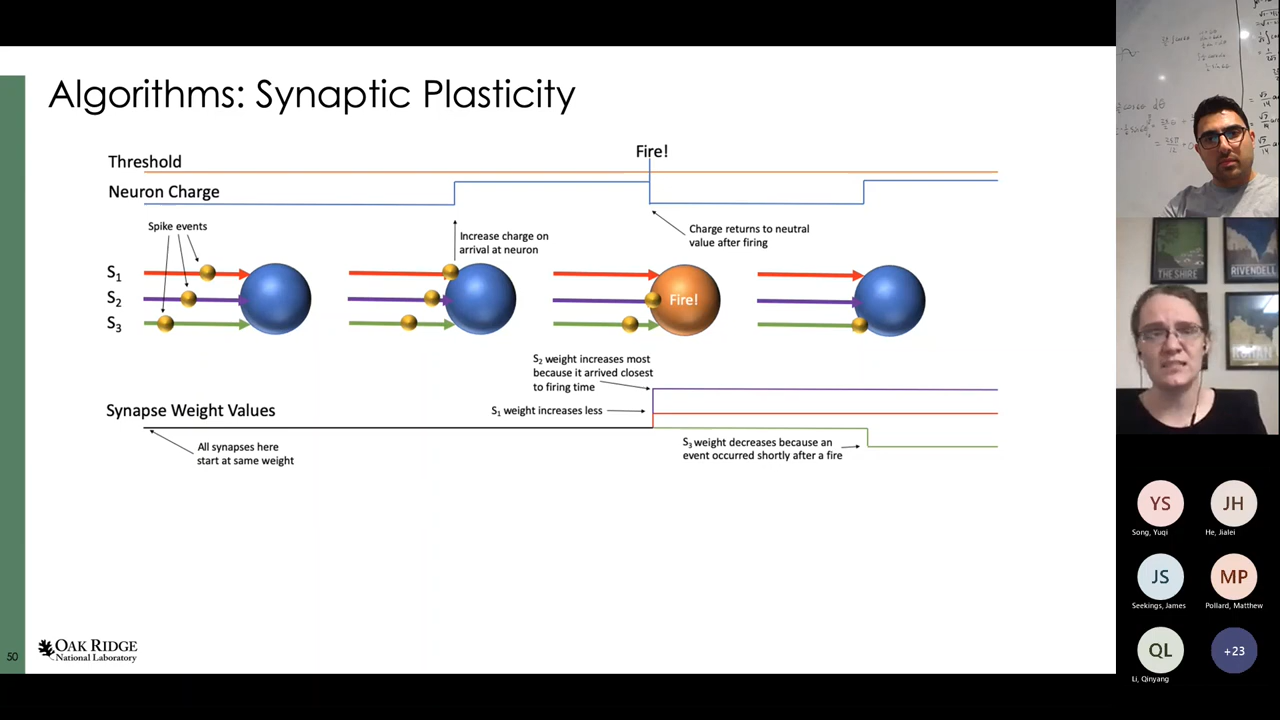 Algorithms: Synaptic Plasticity
Fire!
Threshold
Neuron Charge
Spike events
Increase charge on
arrival at neuron
Charge returns to neutral
value after firing
S1
S2
S3
Fire!
S2 weight increases most
because it arrived closest
to firing time
S1 weight increases less
Synapse Weight Values
All synapses here
start at same weight
S3 weight decreases because an
event occurred shortly after a fire
50
OAK RIDGE
National Laboratory
THE SHIRE
RIVENDELL
YS
Song, Yuqi
JH
He, Jialei
JS
Seekings, James
MP
Pollard, Matthew
QL
Li, Qinyang
+23